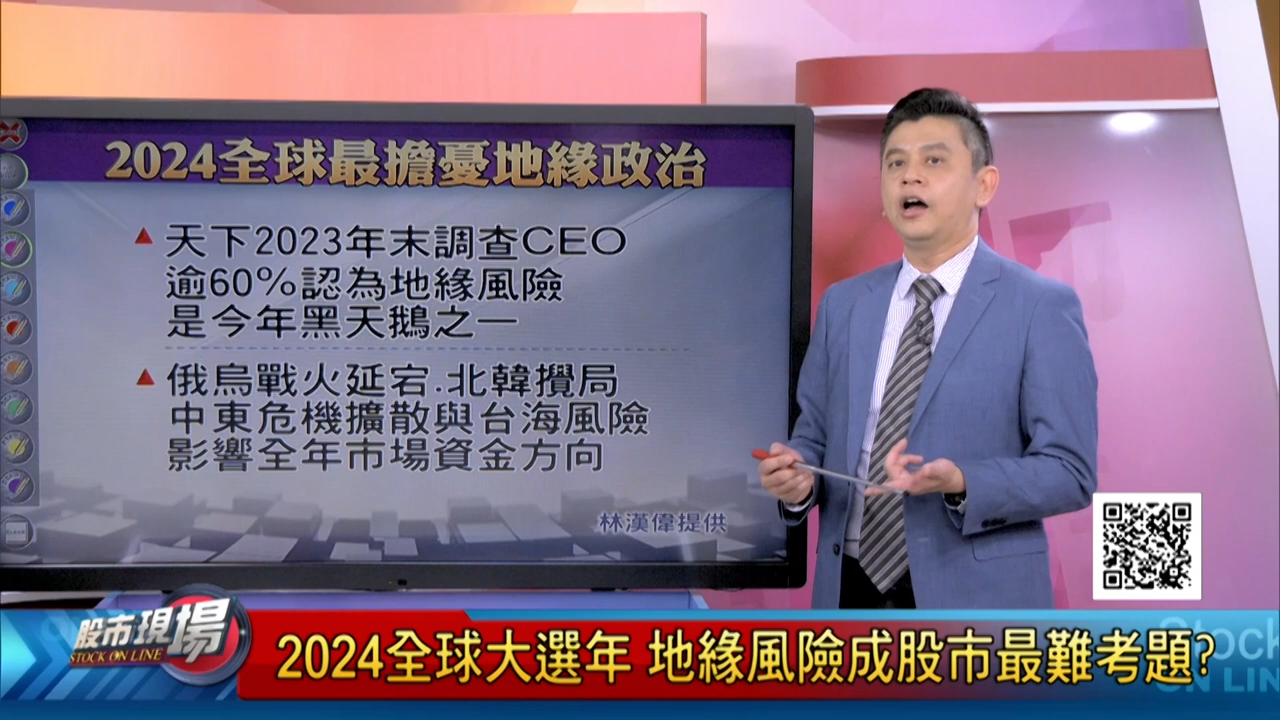 2024全球最擔憂地緣政治
▲ 天下2023年末調查CEO
逾60%認為地緣風險
是今年黑天鵝之一
▲ 俄烏戰火延宕.北韓攪局
中東危機擴散與台海風險
影響全年市場資金方向
林漢偉提供
股市現場
STOCK ON LINE
2024全球大選年 地緣風險成股市最難考題?
Stock
ON LIN